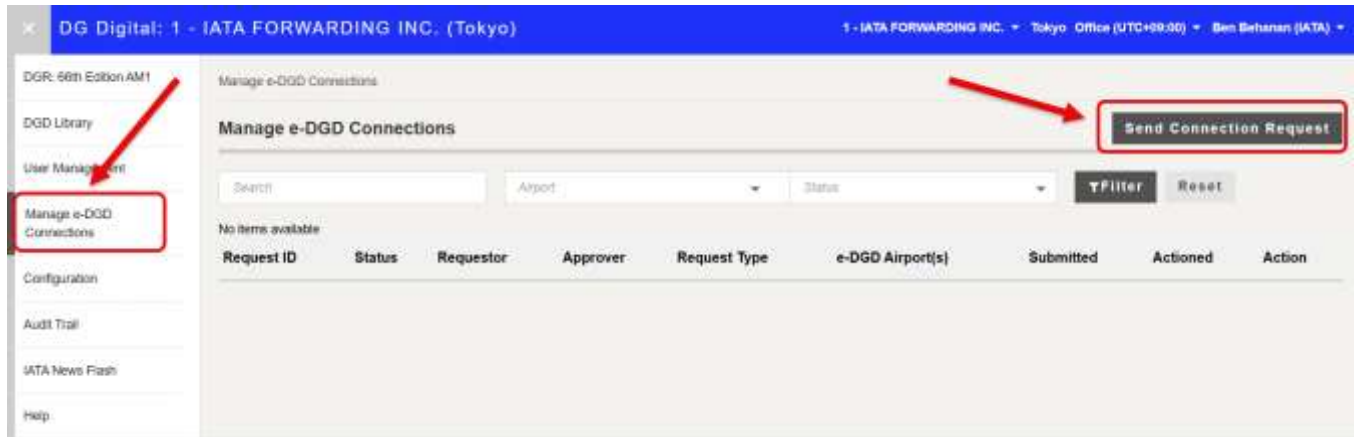 × DG Digital: 1 - IATA FORWARDING INC. (Tokyo) 1 - IATA FORWARDING INC. Tokyo Office (UTC+09:00) Ben Behanan (IATA)
DGR: 66th Edition AM1
DGD Library
User Management
Manage e-DGD
Connections
Configuration
Audit Trail
IATA News Flash
Help
Manage e-DGD Connections
Manage e-DGD Connections Send Connection Request
Search Airport Status Filter Reset
No items available
Request ID Status Requestor Approver Request Type e-DGD Airport(s) Submitted Actioned Action